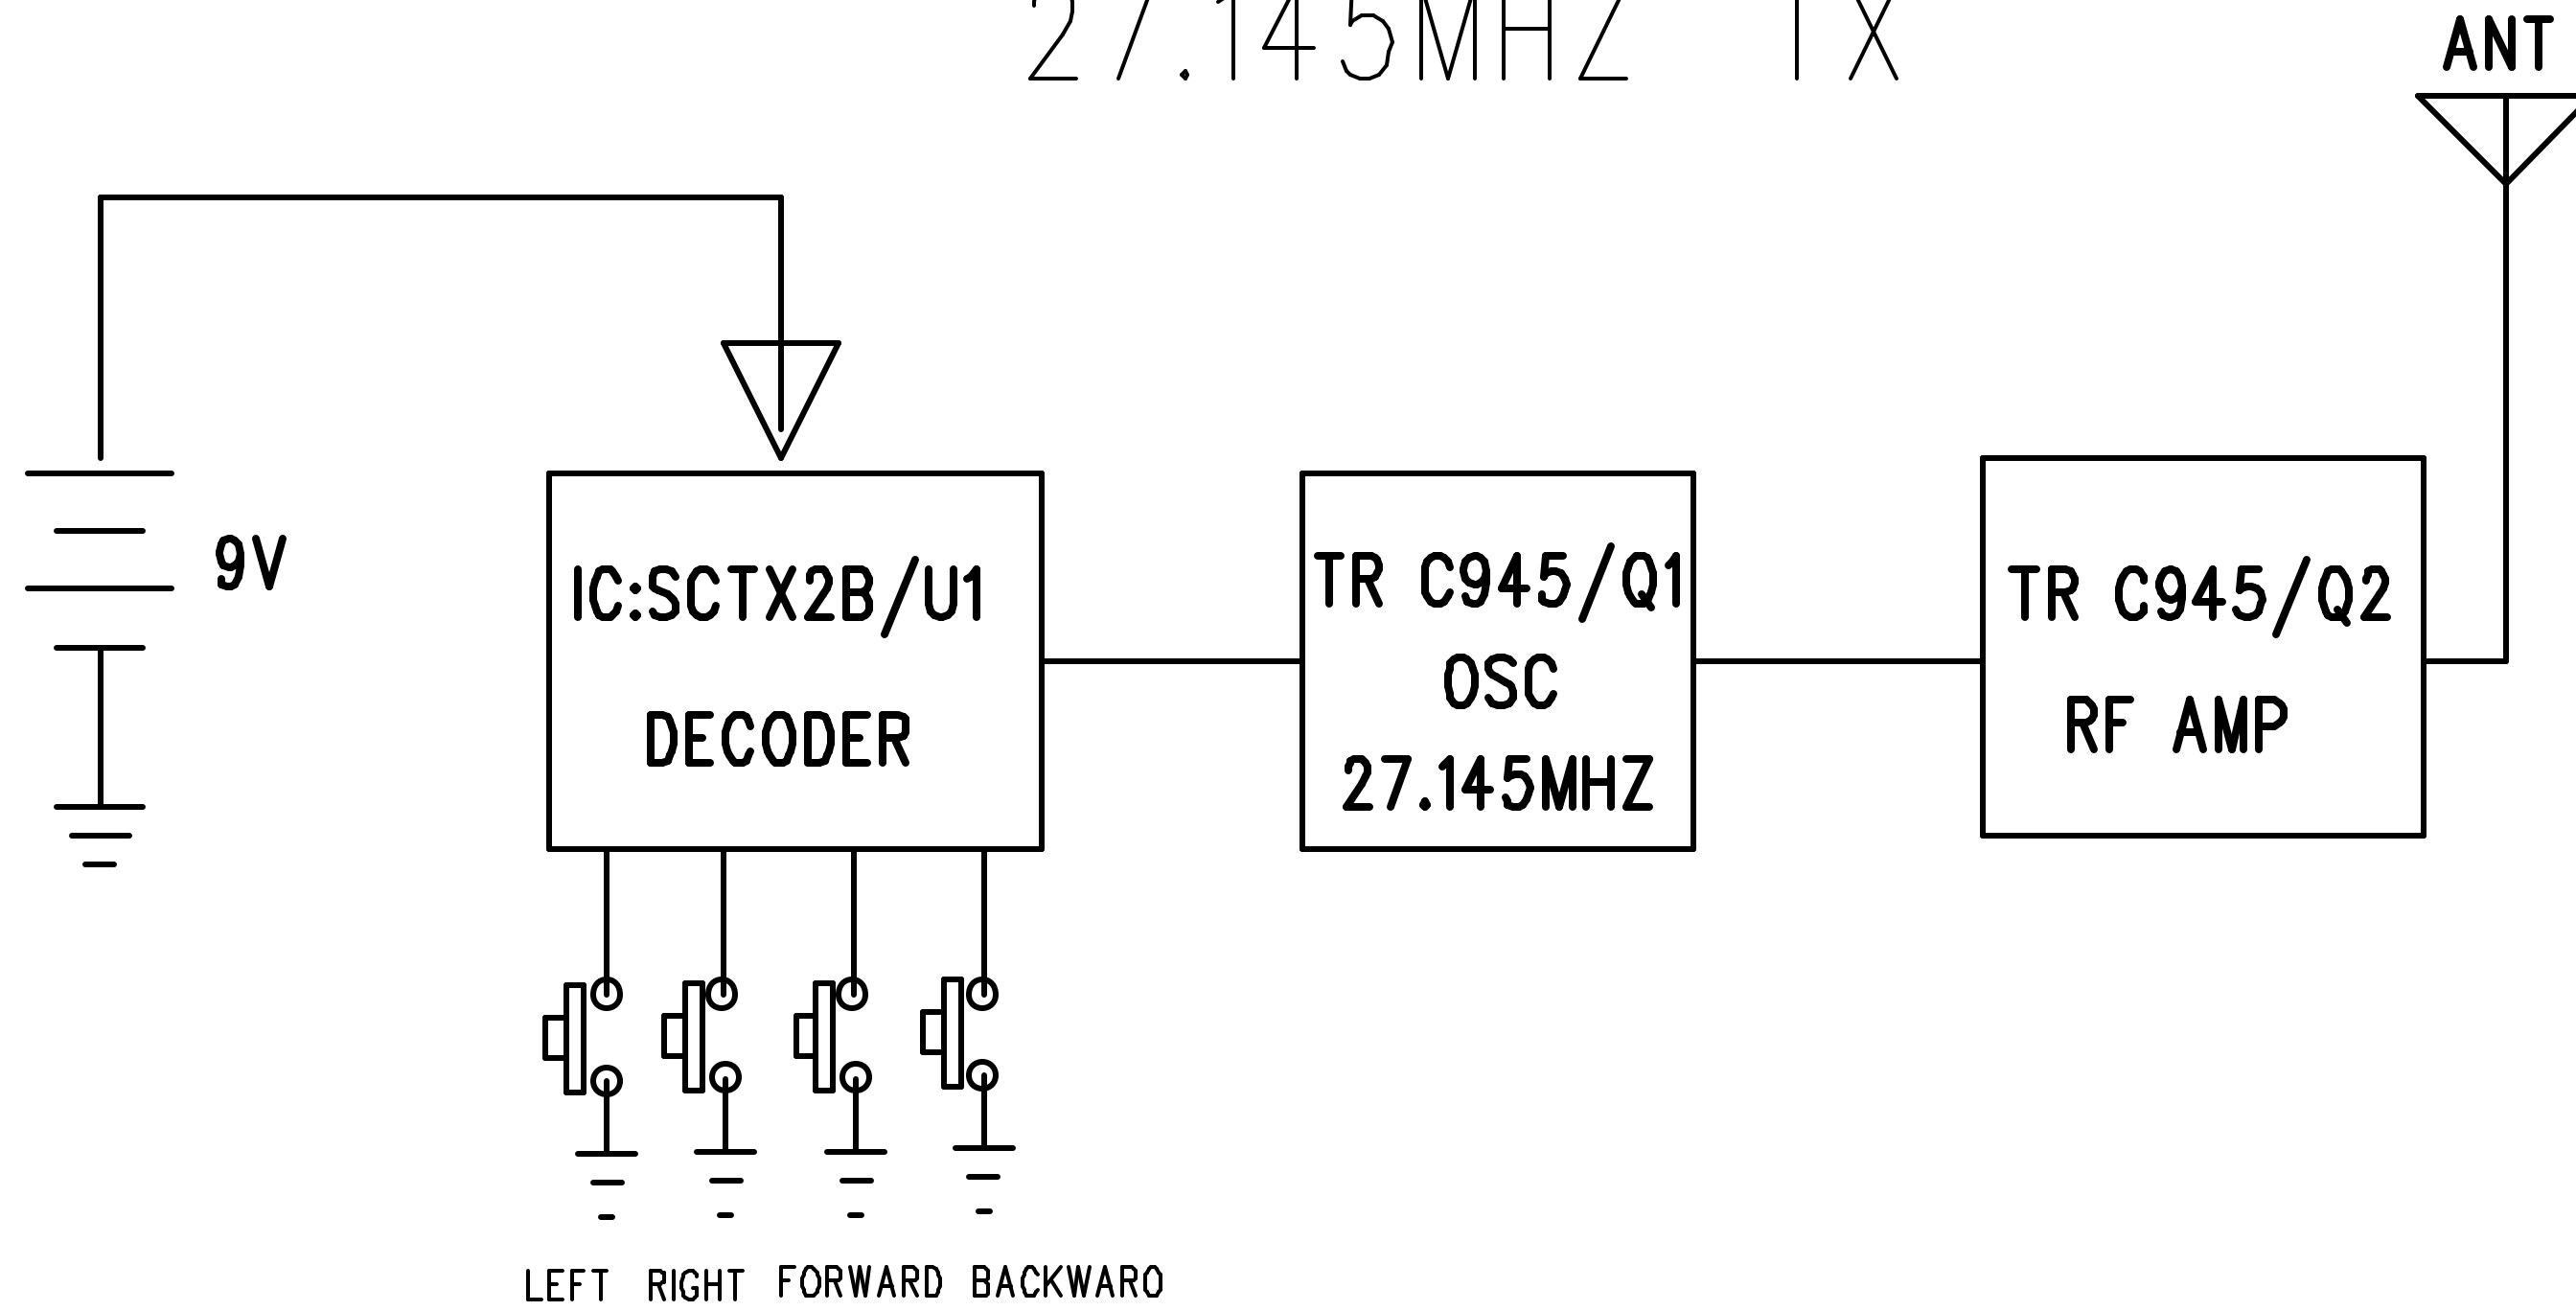 27.145MHZ TX
ANT
9V
IC:SCTX2B/U1
DECODER
TR C945/Q1
OSC
27.145MHZ
TR C945/Q2
RF AMP
LEFT RIGHT FORWARD BACKWARO